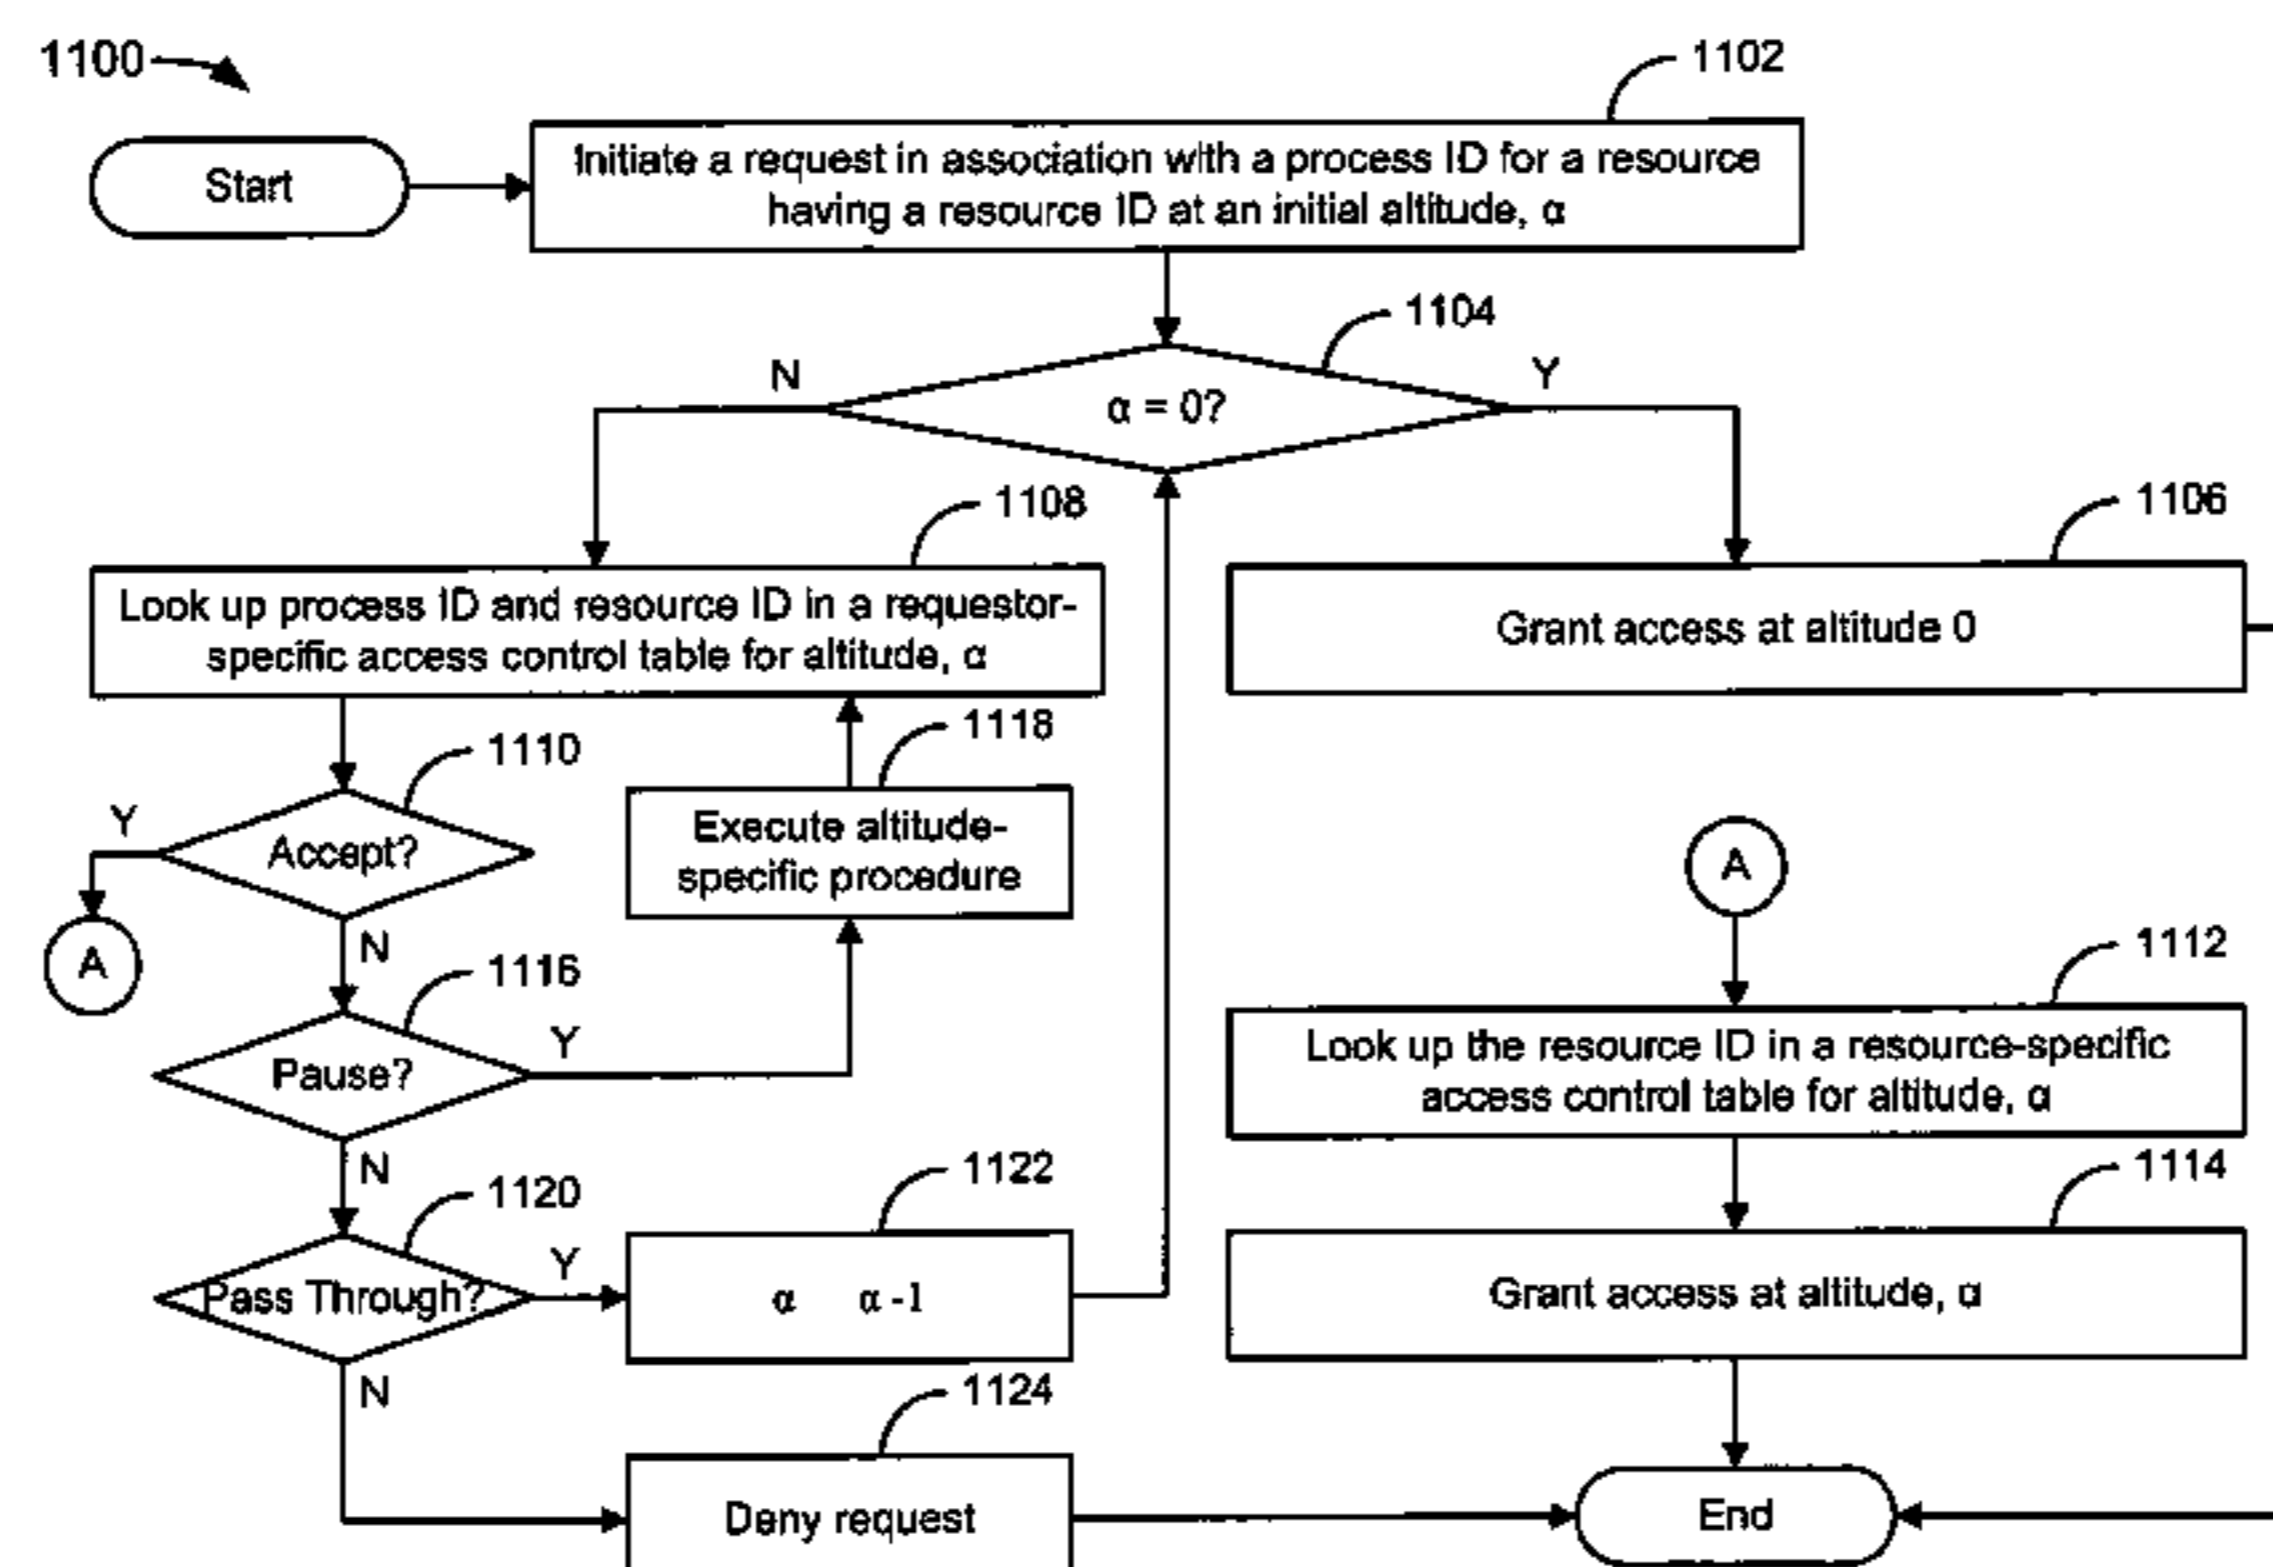 1100
1102
Start
Initiate a request in association with a process ID for a resource
having a resource ID at an initial altitude, α
1104
N
Y
α = 0?
1108
1106
Look up process ID and resource ID in a requestor-
specific access control table for altitude, α
Grant access at altitude 0
1110
1118
Y
Accept?
Execute altitude-
specific procedure
A
A
N
1116
1112
Pause?
Y
Look up the resource ID in a resource-specific
access control table for altitude, α
N
1120
1122
1114
Pass Through?
Y
α α -1
Grant access at altitude, α
N
1124
Deny request
End